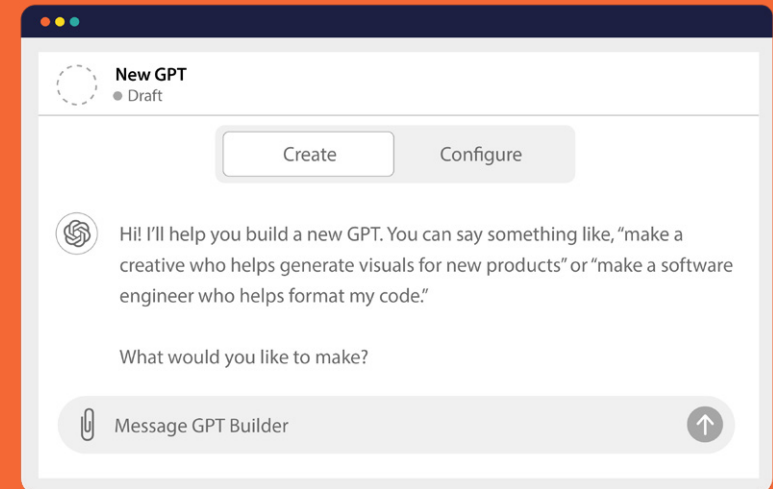 New GPT
Draft
Create
Configure
Hi! I'll help you build a new GPT. You can say something like, “make a
creative who helps generate visuals for new products” or “make a software
engineer who helps format my code.”
What would you like to make?
Message GPT Builder